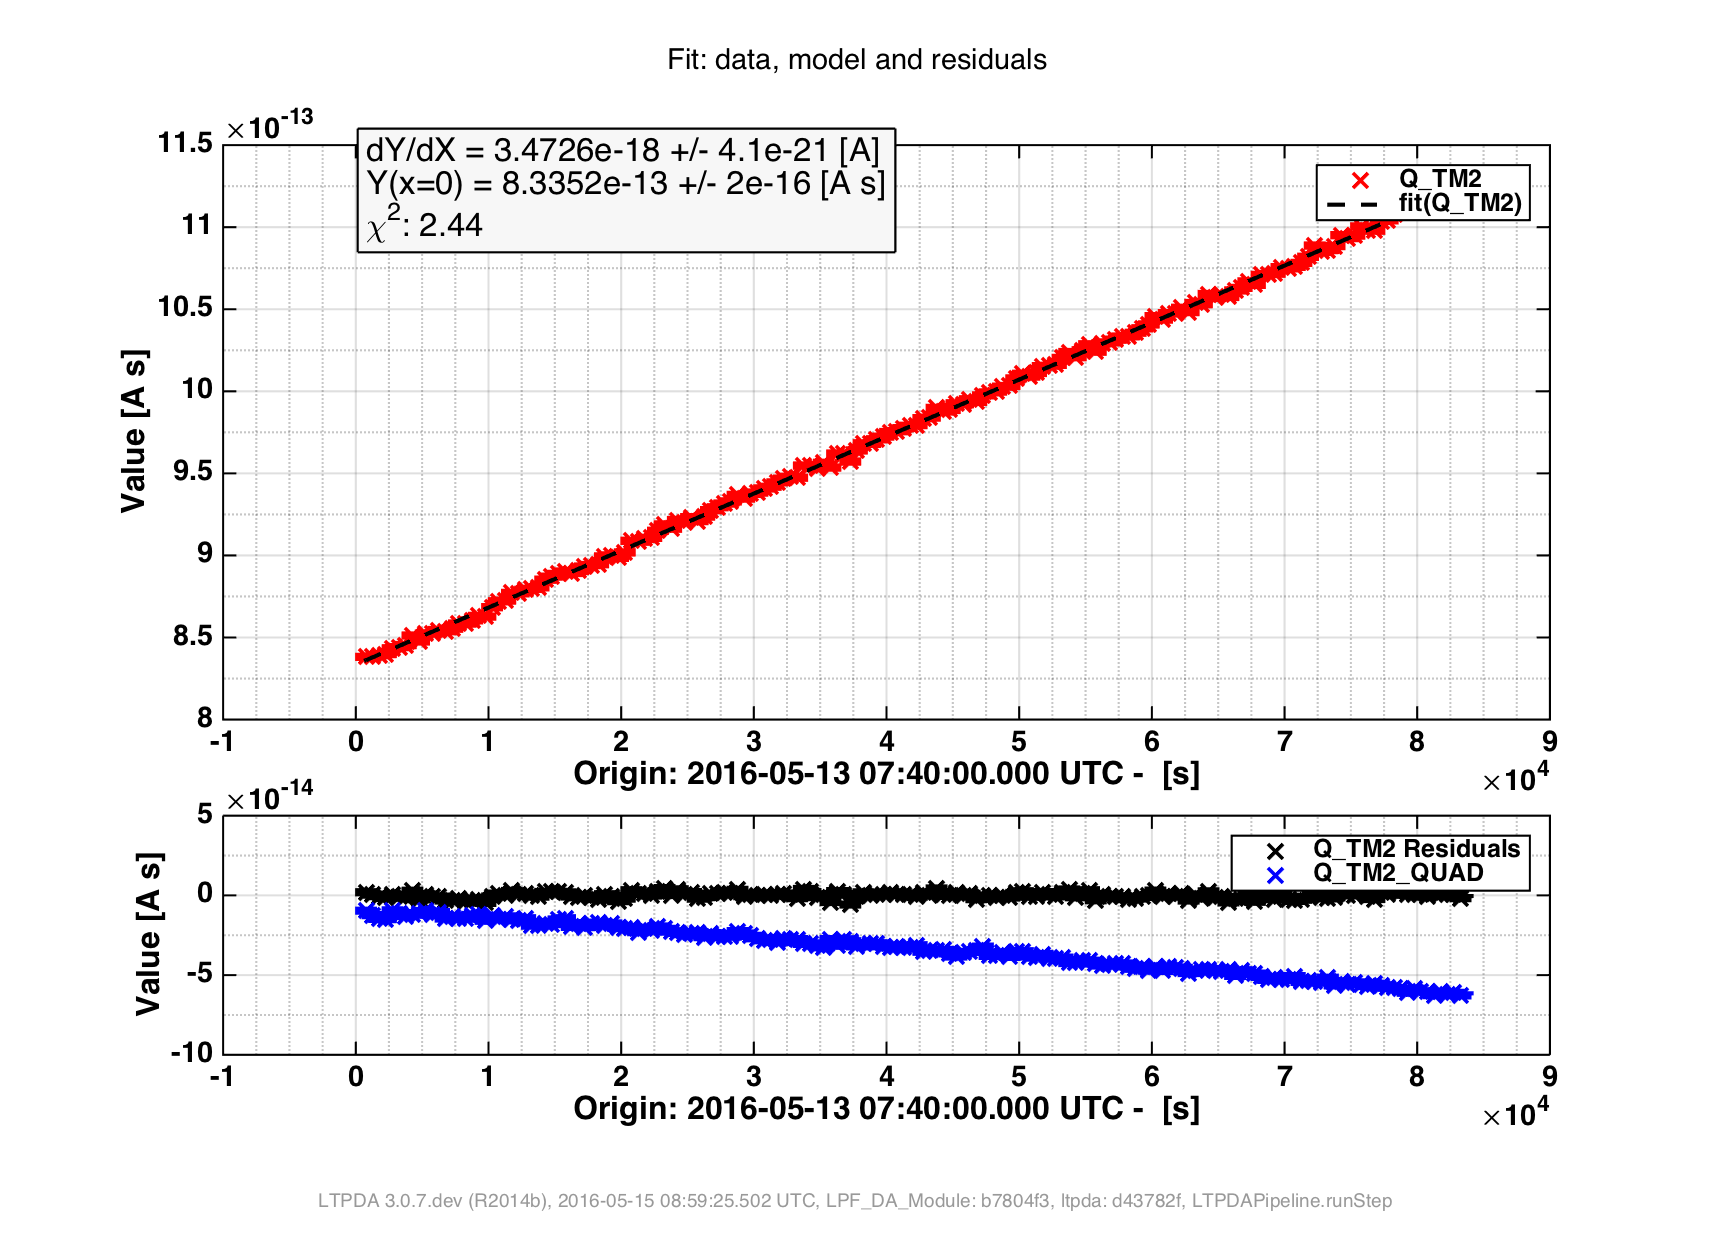 Fit: data, model and residuals
×10-13
11.5
11
10.5
10
9.5
9
8.5
8
Value [A s]
dY/dX = 3.4726e-18 +/- 4.1e-21 [A]
Y(x=0) = 8.3352e-13 +/- 2e-16 [A s]
χ2: 2.44
Q_TM2
fit(Q_TM2)
-1 0 1 2 3 4 5 6 7 8 9
Origin: 2016-05-13 07:40:00.000 UTC - [s]
×104
×10-14
5
0
-5
-10
Value [A s]
Q_TM2 Residuals
Q_TM2_QUAD
-1 0 1 2 3 4 5 6 7 8 9
Origin: 2016-05-13 07:40:00.000 UTC - [s]
×104
LTPDA 3.0.7.dev (R2014b), 2016-05-15 08:59:25.502 UTC, LPF_DA_Module: b7804f3, ltpda: d43782f, LTPDAPipeline.runStep